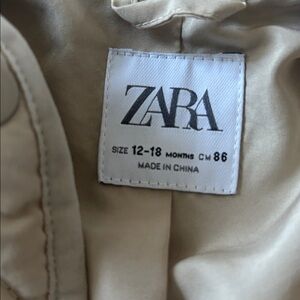 ZARA
SIZE 12-18 MONTHS CM 86
MADE IN CHINA